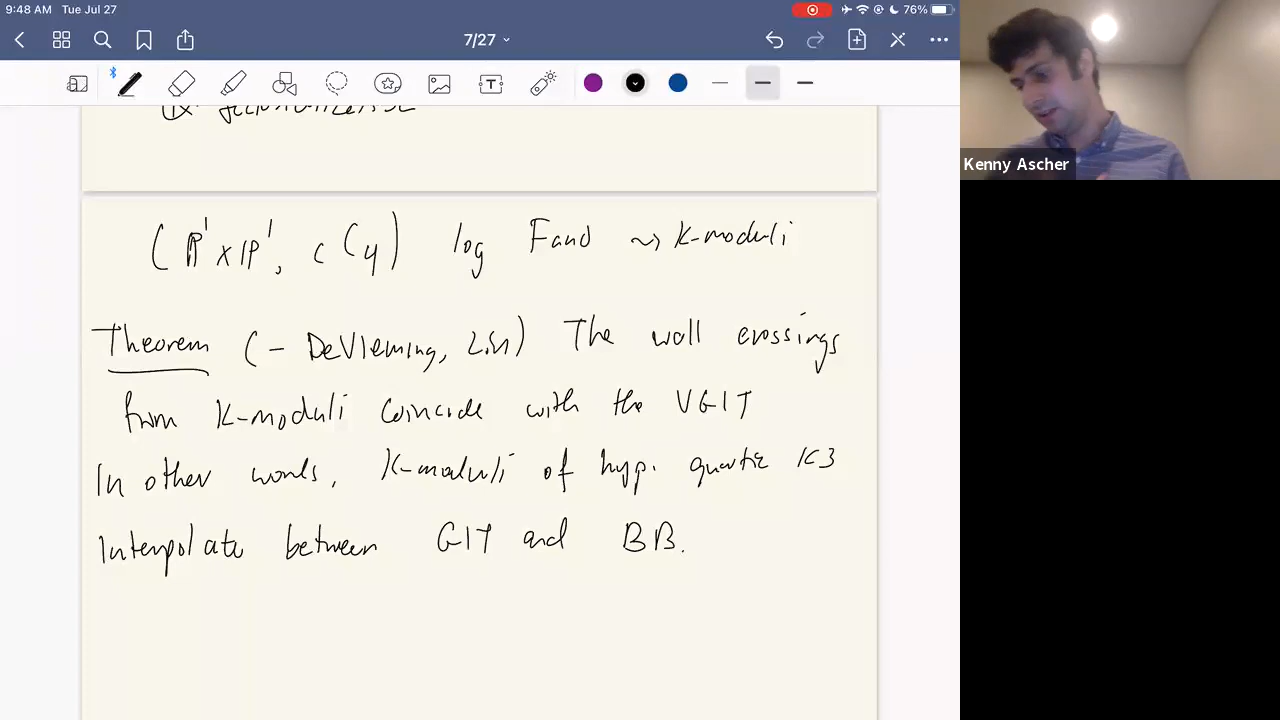 9:48 AM Tue Jul 27
76%
7/27
Kenny Ascher
(P¹×P¹, c C₄) log Fano ⇝ K-moduli
Theorem (– DeVleming, Liu) The wall crossings
from K-moduli coincide with the VGIT
In other words, K-moduli of hyp. quartic K3
Interpolate between GIT and BB.